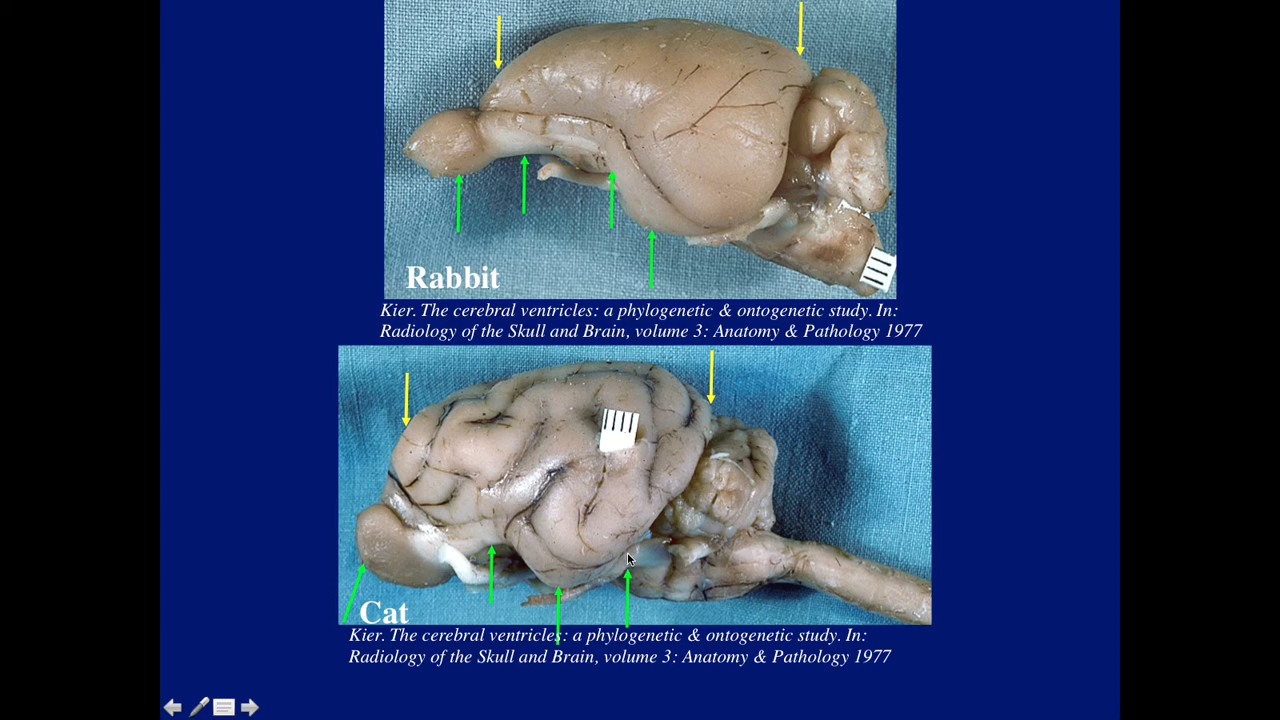 Rabbit
Kier. The cerebral ventricles: a phylogenetic & ontogenetic study. In:
Radiology of the Skull and Brain, volume 3: Anatomy & Pathology 1977
Cat
Kier. The cerebral ventricles: a phylogenetic & ontogenetic study. In:
Radiology of the Skull and Brain, volume 3: Anatomy & Pathology 1977